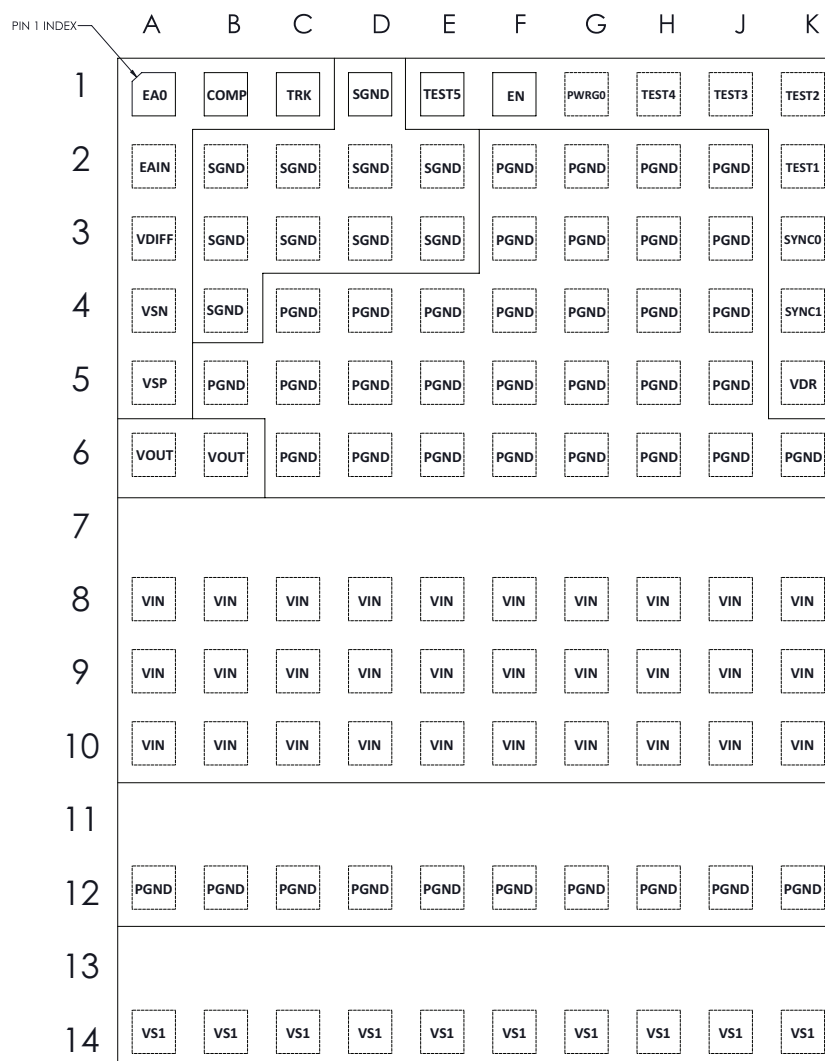 PIN 1 INDEX
A B C D E F G H J K
1 EA0 COMP TRK SGND TEST5 EN PWRG0 TEST4 TEST3 TEST2
2 EAIN SGND SGND SGND SGND PGND PGND PGND PGND TEST1
3 VDIFF SGND SGND SGND SGND PGND PGND PGND PGND SYNC0
4 VSN SGND PGND PGND PGND PGND PGND PGND PGND SYNC1
5 VSP PGND PGND PGND PGND PGND PGND PGND PGND VDR
6 VOUT VOUT PGND PGND PGND PGND PGND PGND PGND PGND
7
8 VIN VIN VIN VIN VIN VIN VIN VIN VIN VIN
9 VIN VIN VIN VIN VIN VIN VIN VIN VIN VIN
10 VIN VIN VIN VIN VIN VIN VIN VIN VIN VIN
11
12 PGND PGND PGND PGND PGND PGND PGND PGND PGND PGND
13
14 VS1 VS1 VS1 VS1 VS1 VS1 VS1 VS1 VS1 VS1